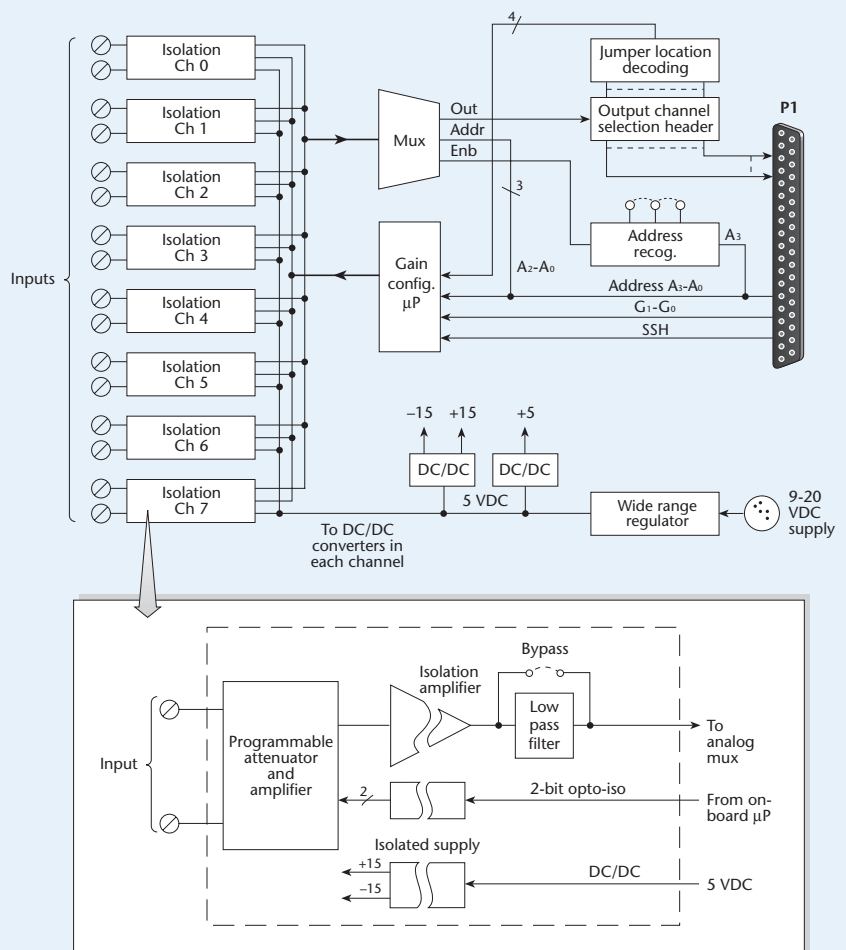 4
Isolation
Ch 0
Jumper location
decoding
Isolation
Ch 1
Out
Output channel
selection header
P1
Addr
Mux
Enb
Isolation
Ch 2
3
Isolation
Ch 3
Address
recog.
A3
Inputs
Gain
config.
µP
A2-A0
Address A3-A0
Isolation
Ch 4
G1-G0
SSH
Isolation
Ch 5
–15
+15
+5
Isolation
Ch 6
DC/DC
DC/DC
Isolation
Ch 7
5 VDC
Wide range
regulator
9-20
VDC
supply
To DC/DC
converters in
each channel
Bypass
Isolation
amplifier
Low
pass
filter
To
analog
mux
Input
Programmable
attenuator
and
amplifier
2
2-bit opto-iso
From on-
board µP
Isolated supply
+15
–15
DC/DC
5 VDC